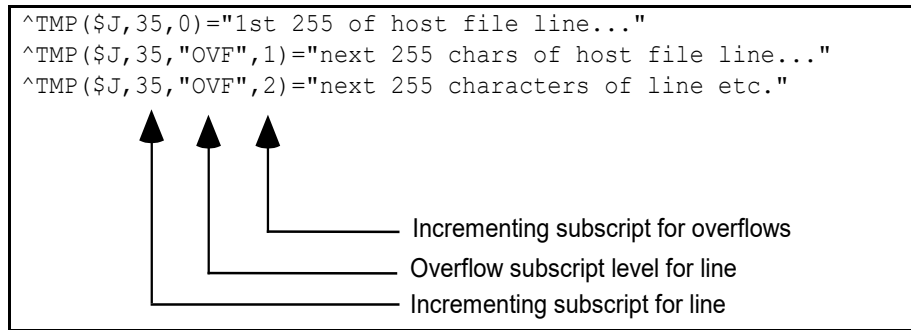 ^TMP($J,35,0)="1st 255 of host file line..."
^TMP($J,35,"OVF",1)="next 255 chars of host file line..."
^TMP($J,35,"OVF",2)="next 255 characters of line etc."
Incrementing subscript for overflows
Overflow subscript level for line
Incrementing subscript for line